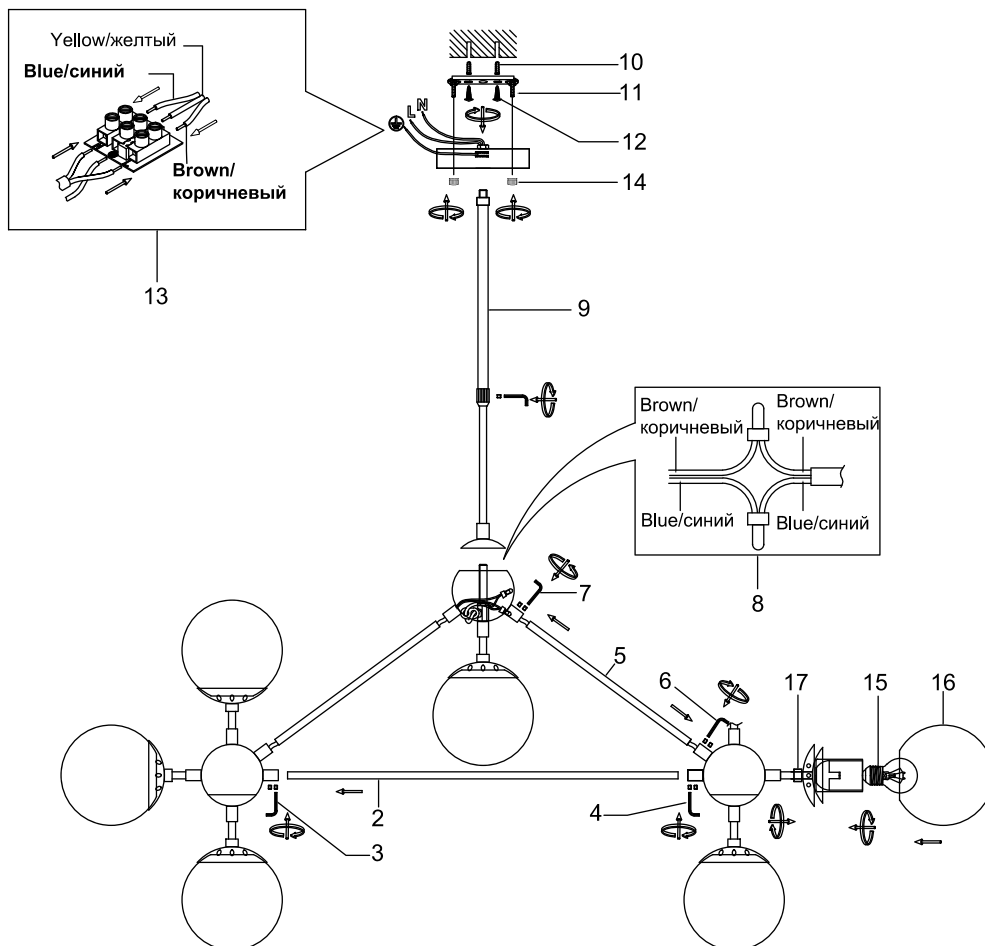 Yellow/желтый
Blue/синий
Brown/
коричневый
13
L
N
10
11
12
14
9
Brown/
коричневый
Brown/
коричневый
Blue/синий
Blue/синий
8
7
5
6
17
15
16
2
3
4